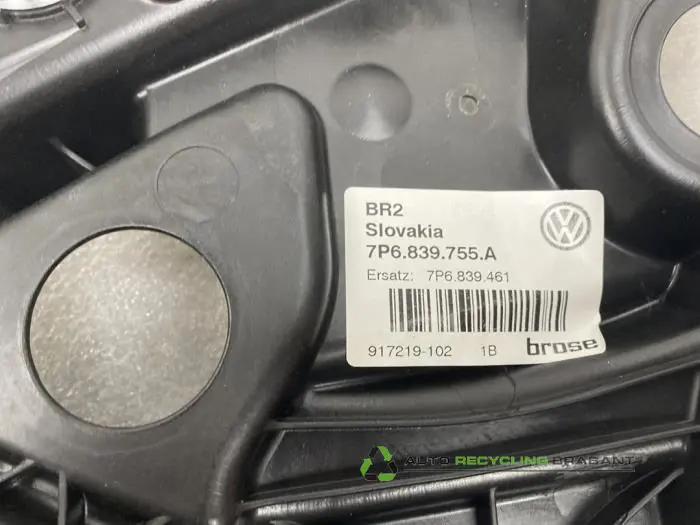 BR2
Slovakia
7P6.839.755.A
Ersatz: 7P6.839.461
917219-102 1B brose
AUTO RECYCLING BRABANT